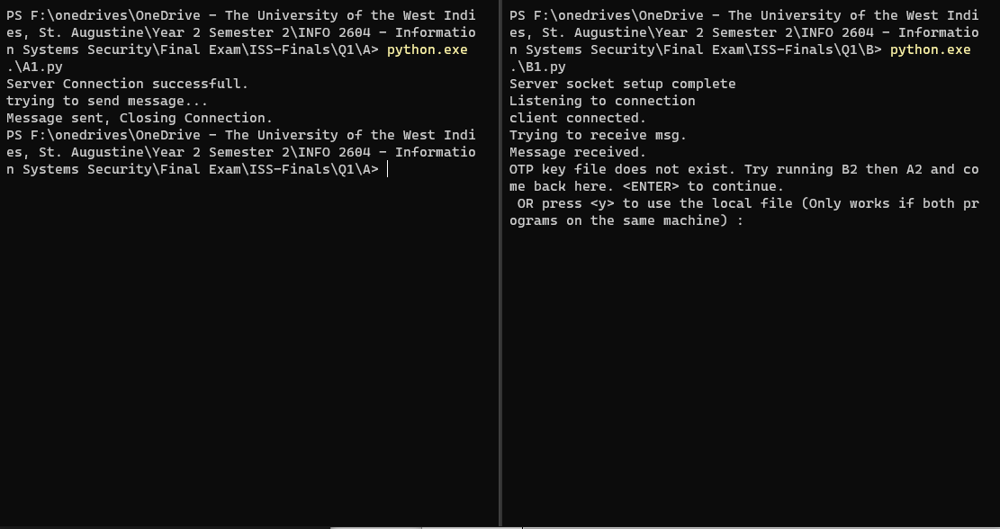 PS F:\onedrives\OneDrive - The University of the West Indi
es, St. Augustine\Year 2 Semester 2\INFO 2604 - Informatio
n Systems Security\Final Exam\ISS-Finals\Q1\A> python.exe
.\A1.py
Server Connection successfull.
trying to send message...
Message sent, Closing Connection.
PS F:\onedrives\OneDrive - The University of the West Indi
es, St. Augustine\Year 2 Semester 2\INFO 2604 - Informatio
n Systems Security\Final Exam\ISS-Finals\Q1\A>
PS F:\onedrives\OneDrive - The University of the West Indi
es, St. Augustine\Year 2 Semester 2\INFO 2604 - Informatio
n Systems Security\Final Exam\ISS-Finals\Q1\B> python.exe
.\B1.py
Server socket setup complete
Listening to connection
client connected.
Trying to receive msg.
Message received.
OTP key file does not exist. Try running B2 then A2 and co
me back here. <ENTER> to continue.
 OR press <y> to use the local file (Only works if both pr
ograms on the same machine) :